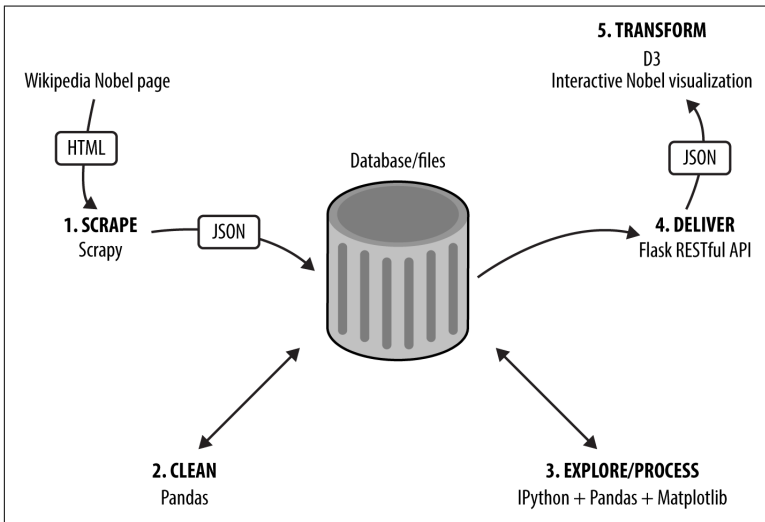 5. TRANSFORM
D3
Interactive Nobel visualization
Wikipedia Nobel page
HTML
Database/files
JSON
1. SCRAPE
Scrapy
JSON
4. DELIVER
Flask RESTful API
2. CLEAN
Pandas
3. EXPLORE/PROCESS
IPython + Pandas + Matplotlib